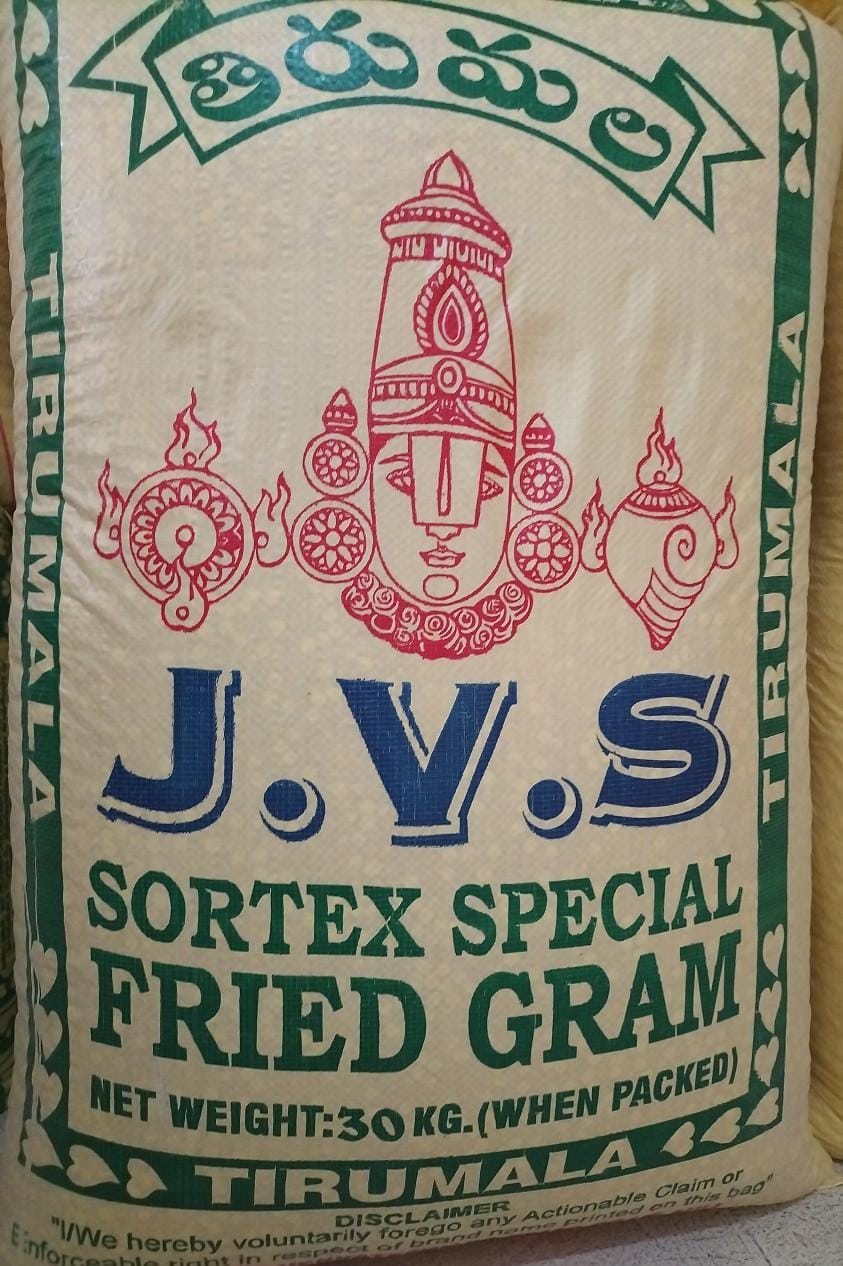 తిరుమల
TIRUMALA
TIRUMALA
J.V.S
SORTEX SPECIAL
FRIED GRAM
NET WEIGHT:30 KG.(WHEN PACKED)
TIRUMALA
DISCLAIMER
"I/We hereby voluntarily forego any Actionable Claim or
Enforceable right in respect of brand name printed on this bag"